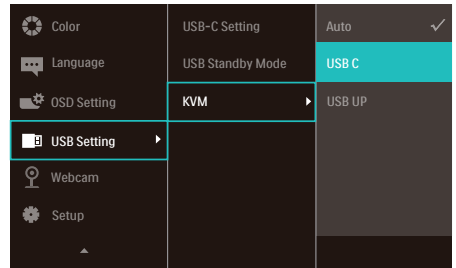 Color
Language
OSD Setting
USB Setting
Webcam
Setup
USB-C Setting
USB Standby Mode
KVM
Auto
USB C
USB UP